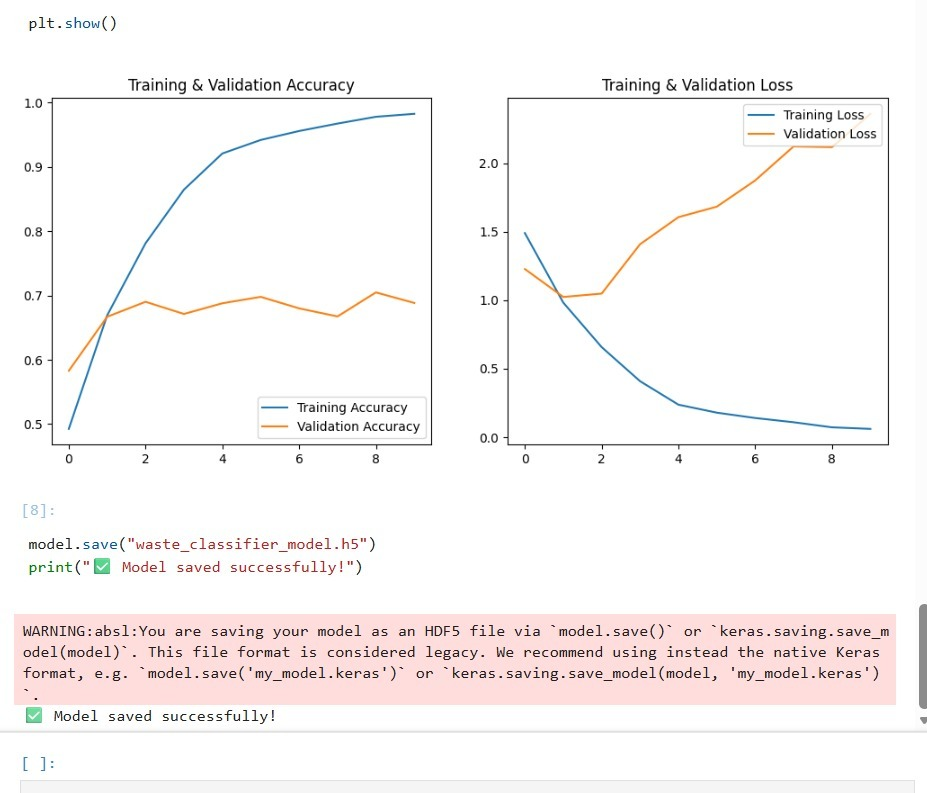 plt.show()
Training & Validation Accuracy
1.0
0.9
0.8
0.7
0.6
0.5
0 2 4 6 8
Training Accuracy
Validation Accuracy
Training & Validation Loss
2.0
1.5
1.0
0.5
0.0
0 2 4 6 8
Training Loss
Validation Loss
[8]:
model.save("waste_classifier_model.h5")
print("✅ Model saved successfully!")
WARNING:absl:You are saving your model as an HDF5 file via `model.save()` or `keras.saving.save_m
odel(model)`. This file format is considered legacy. We recommend using instead the native Keras
format, e.g. `model.save('my_model.keras')` or `keras.saving.save_model(model, 'my_model.keras')
`.
✅ Model saved successfully!
[ ]: